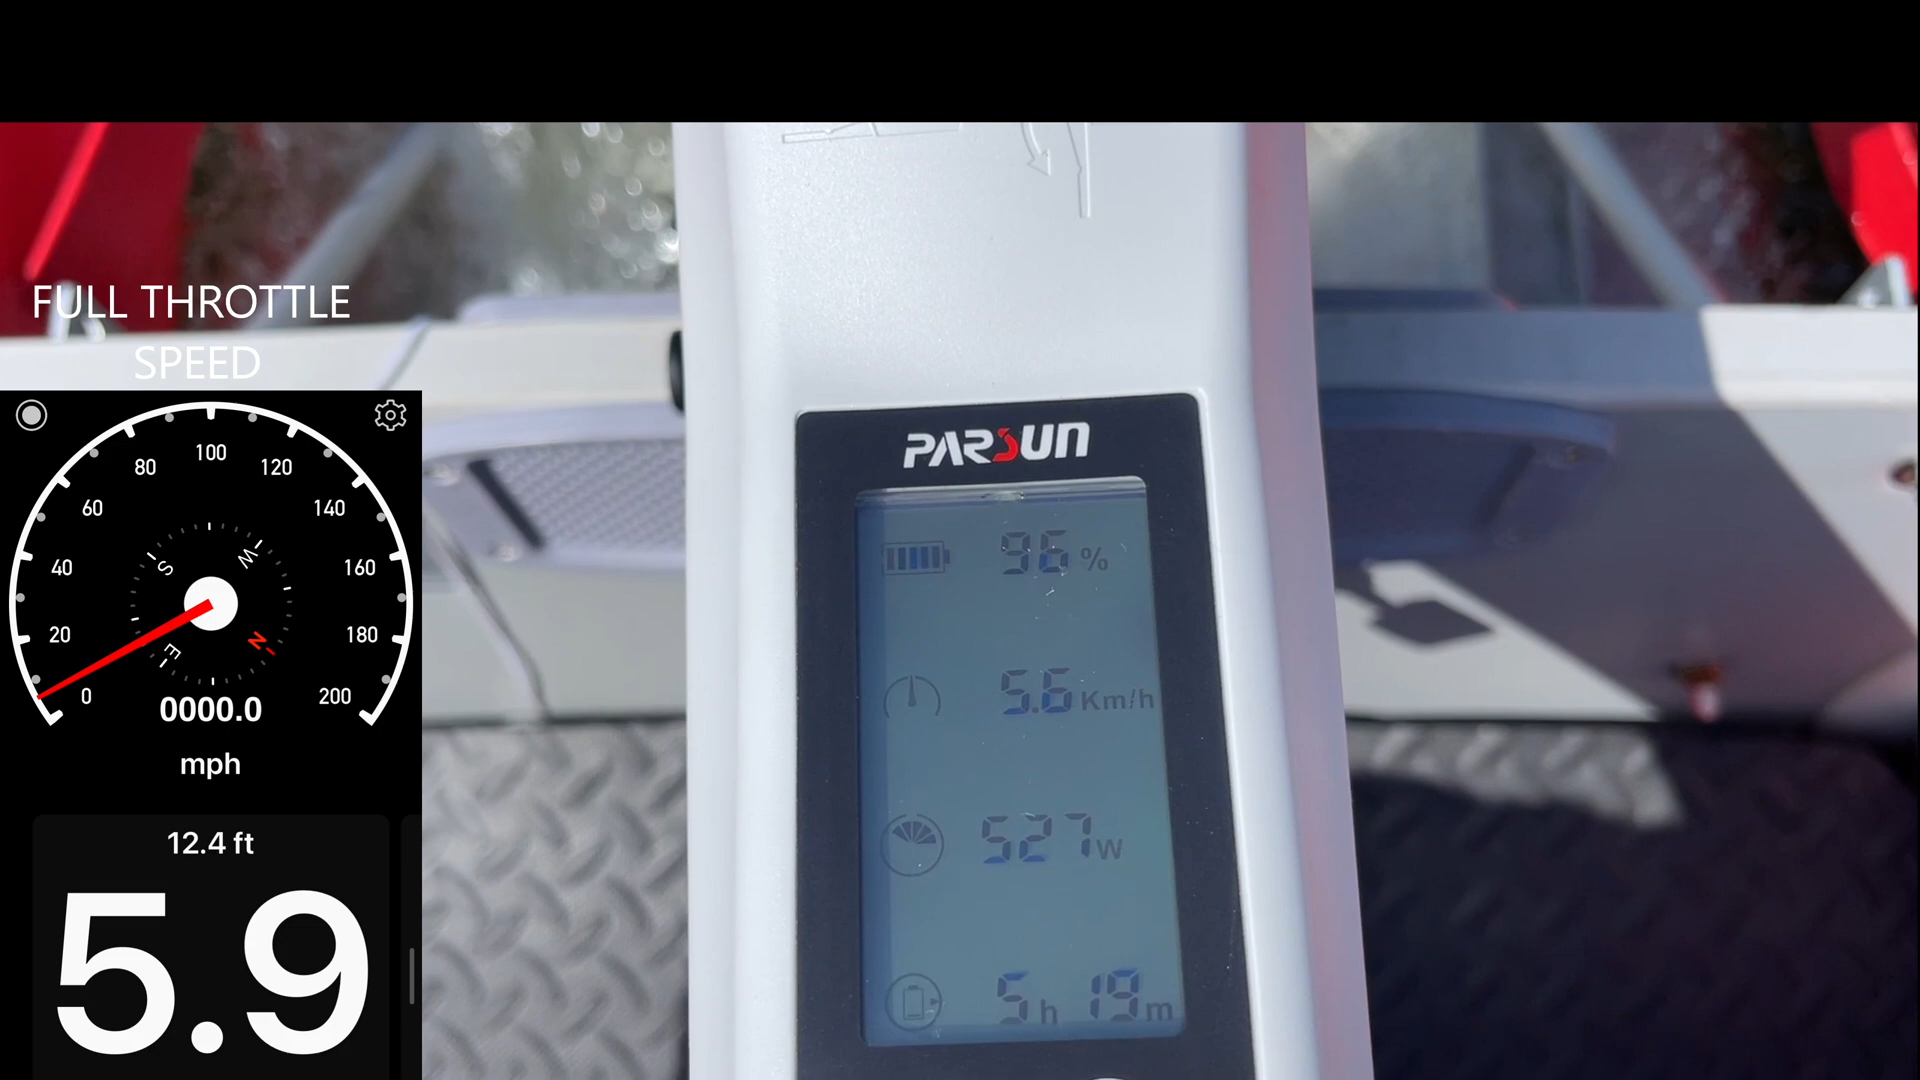 FULL THROTTLE
SPEED
100
80
120
60
140
40
160
20
180
0
200
S
W
E
N
0000.0
mph
12.4 ft
5.9
PARSUN
96 %
5.6 Km/h
527 W
5 h 19 m